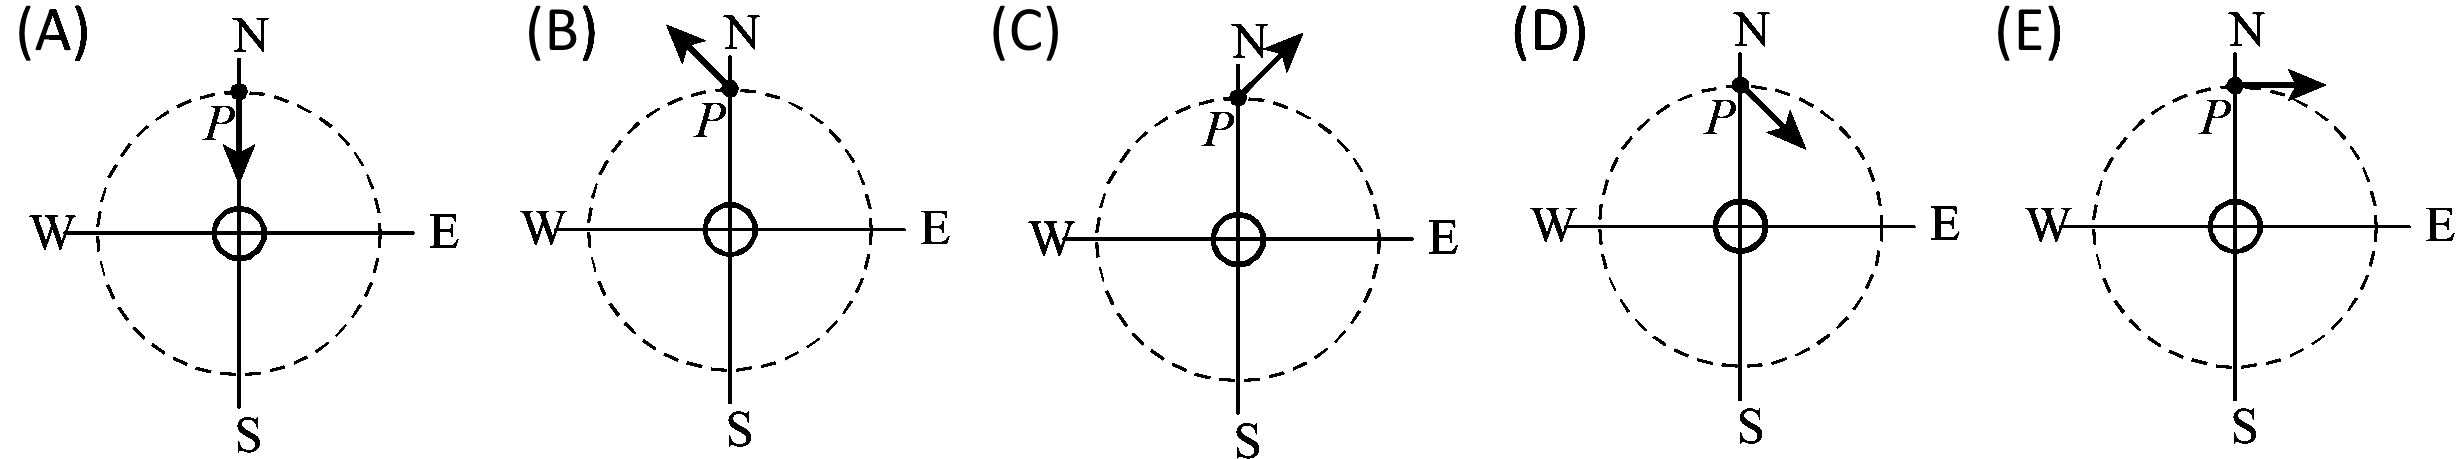 (A) N P W E S
(B) N P W E S
(C) N P W E S
(D) N P W E S
(E) N P W E S